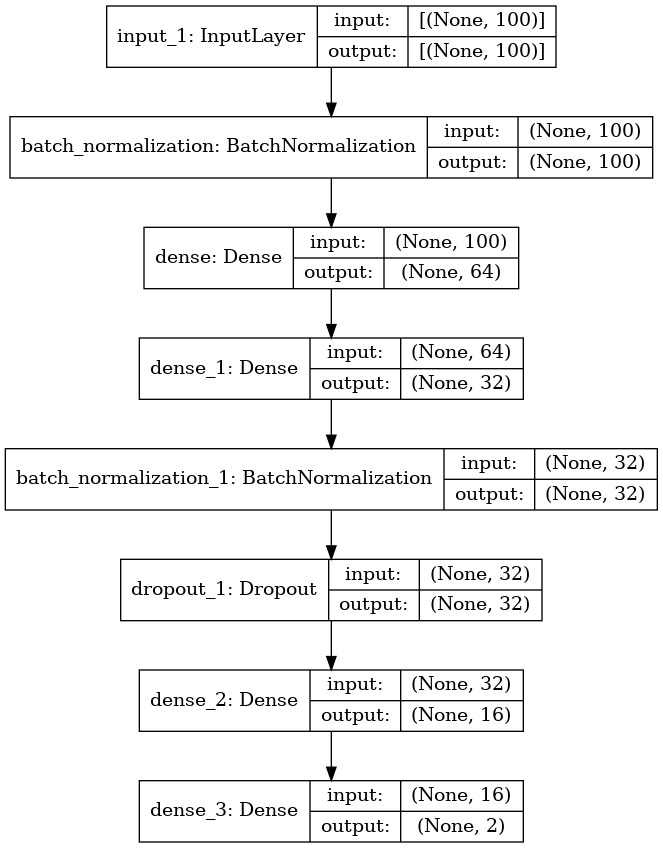 input_1: InputLayer
input: [(None, 100)]
output: [(None, 100)]
batch_normalization: BatchNormalization
input: (None, 100)
output: (None, 100)
dense: Dense
input: (None, 100)
output: (None, 64)
dense_1: Dense
input: (None, 64)
output: (None, 32)
batch_normalization_1: BatchNormalization
input: (None, 32)
output: (None, 32)
dropout_1: Dropout
input: (None, 32)
output: (None, 32)
dense_2: Dense
input: (None, 32)
output: (None, 16)
dense_3: Dense
input: (None, 16)
output: (None, 2)